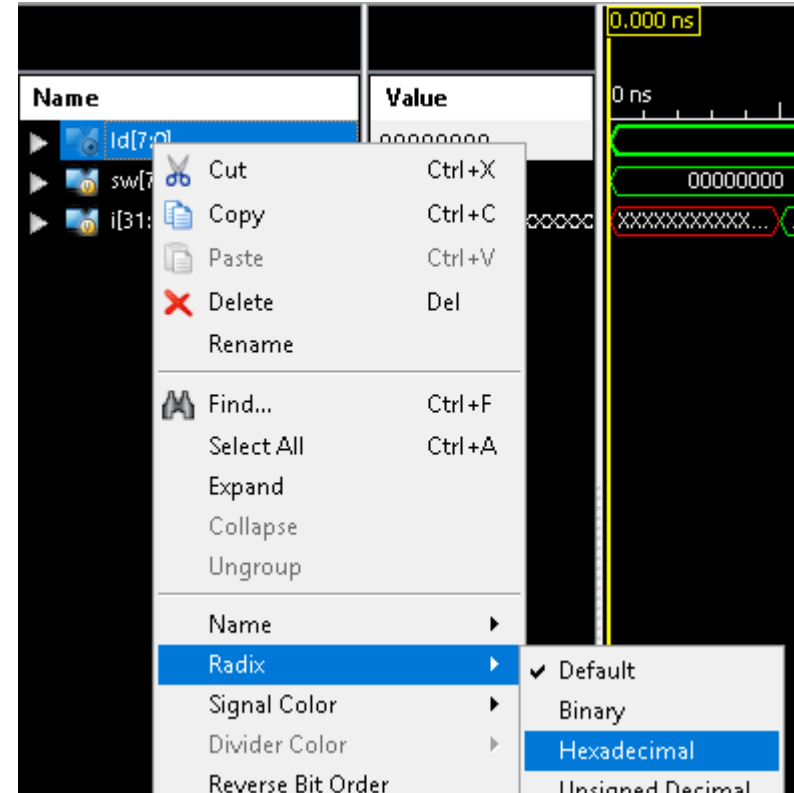 0.000 ns
Name Value 0 ns
ld[7:0] 00000000
sw[7 00000000
i[31: XXXXXXXXXXX...
Cut Ctrl+X
Copy Ctrl+C
Paste Ctrl+V
Delete Del
Rename
Find... Ctrl+F
Select All Ctrl+A
Expand
Collapse
Ungroup
Name
Radix
Default
Signal Color
Binary
Divider Color
Hexadecimal
Reverse Bit Order
Unsigned Decimal